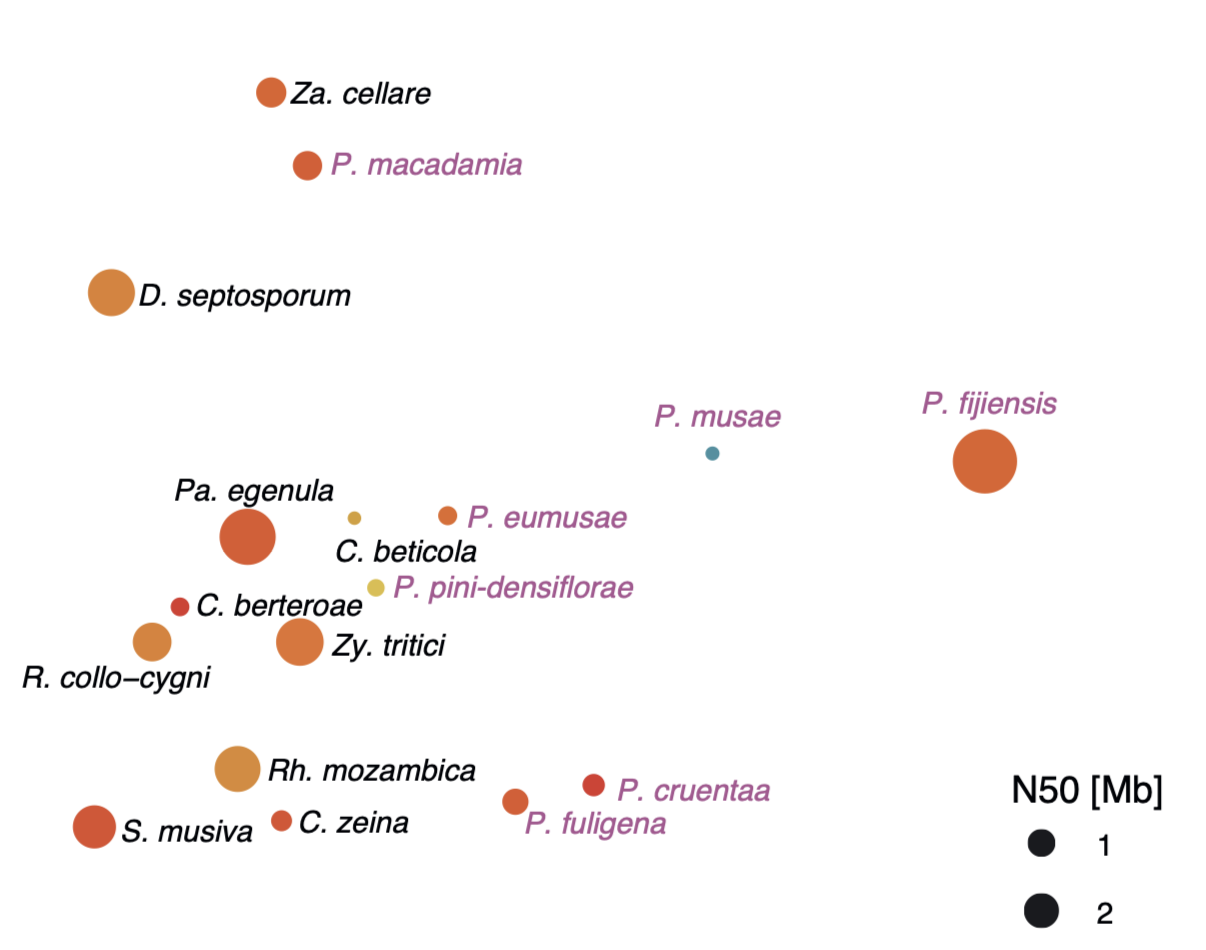 Za. cellare
P. macadamia
D. septosporum
P. fijiensis
P. musae
Pa. egenula
P. eumusae
C. beticola
P. pini-densiflorae
C. berteroae
Zy. tritici
R. collo–cygni
Rh. mozambica
N50 [Mb]
P. cruentaa
P. fuligena
C. zeina
S. musiva
1
2